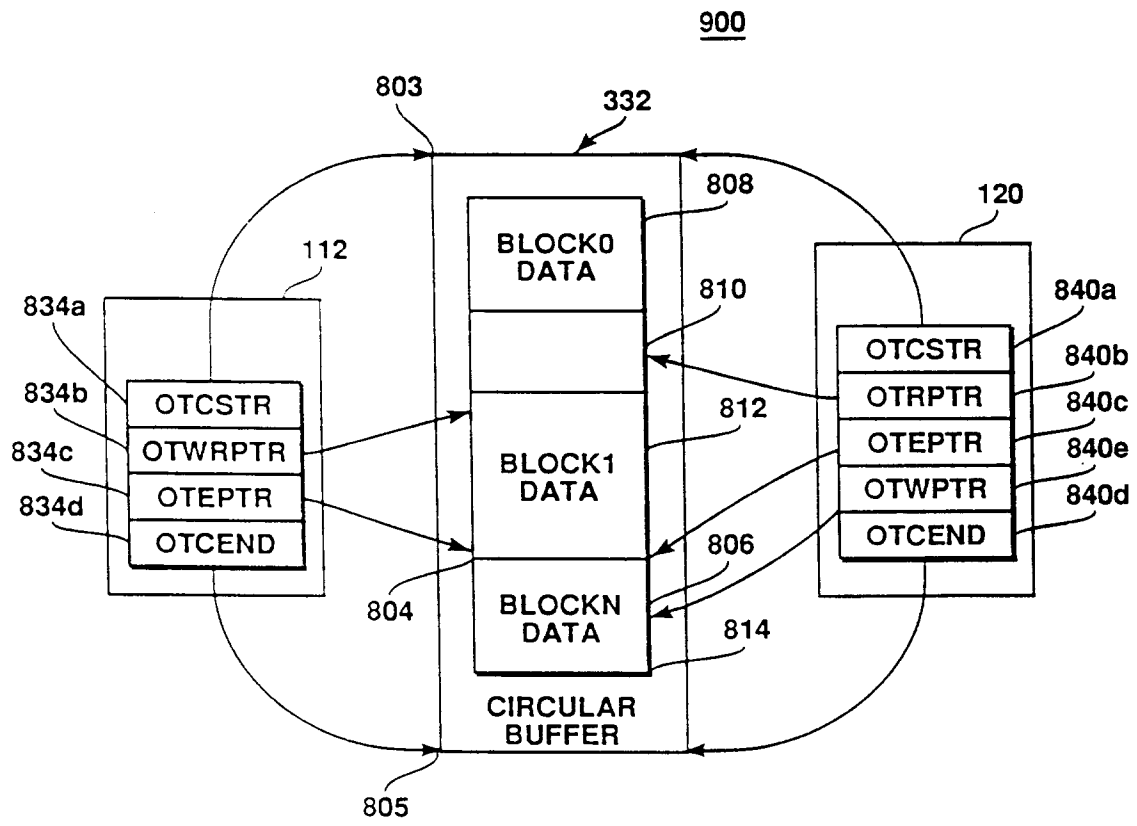 900
803
332
808
120
BLOCK0
DATA
112
810
834a
840a
OTCSTR
834b
840b
OTCSTR
OTRPTR
812
840c
834c
OTWRPTR
OTEPTR
BLOCK1
DATA
840e
834d
OTEPTR
OTWPTR
840d
OTCEND
OTCEND
806
804
BLOCKN
DATA
814
CIRCULAR
BUFFER
805